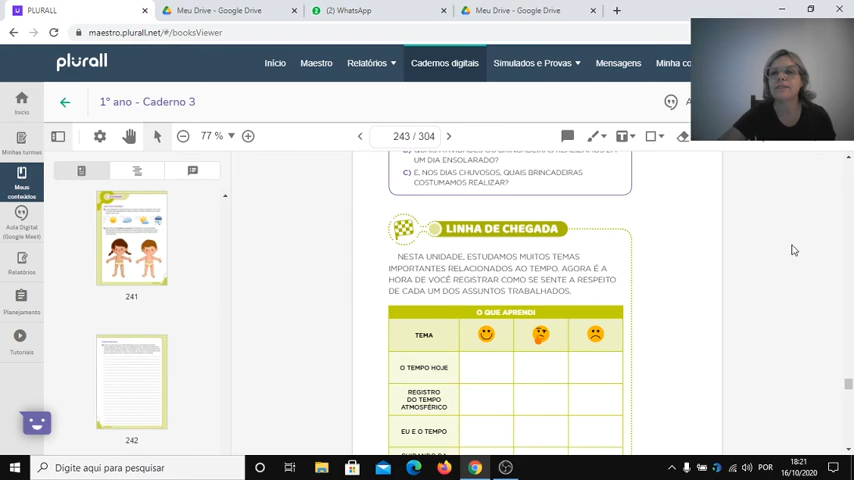 PLURALL
Meu Drive - Google Drive
WhatsApp
Meu Drive - Google Drive
maestro.plurall.net/#/booksViewer
plurall
Início
Maestro
Relatórios
Cadernos digitais
Simulados e Provas
Mensagens
Minha co
1º ano - Caderno 3
77 %
243 / 304
Início
Minhas turmas
Meus conteúdos
Aula Digital
(Google Meet)
Relatórios
Planejamento
Tutoriais
241
242
UM DIA ENSOLARADO?
C) E, NOS DIAS CHUVOSOS, QUAIS BRINCADEIRAS
COSTUMAMOS REALIZAR?
LINHA DE CHEGADA
NESTA UNIDADE, ESTUDAMOS MUITOS TEMAS
IMPORTANTES RELACIONADOS AO TEMPO. AGORA É A
HORA DE VOCÊ REGISTRAR COMO SE SENTE A RESPEITO
DE CADA UM DOS ASSUNTOS TRABALHADOS.
O QUE APRENDI
TEMA
O TEMPO HOJE
REGISTRO
DO TEMPO
ATMOSFÉRICO
EU E O TEMPO
Digite aqui para pesquisar
POR
18:21
16/10/2020